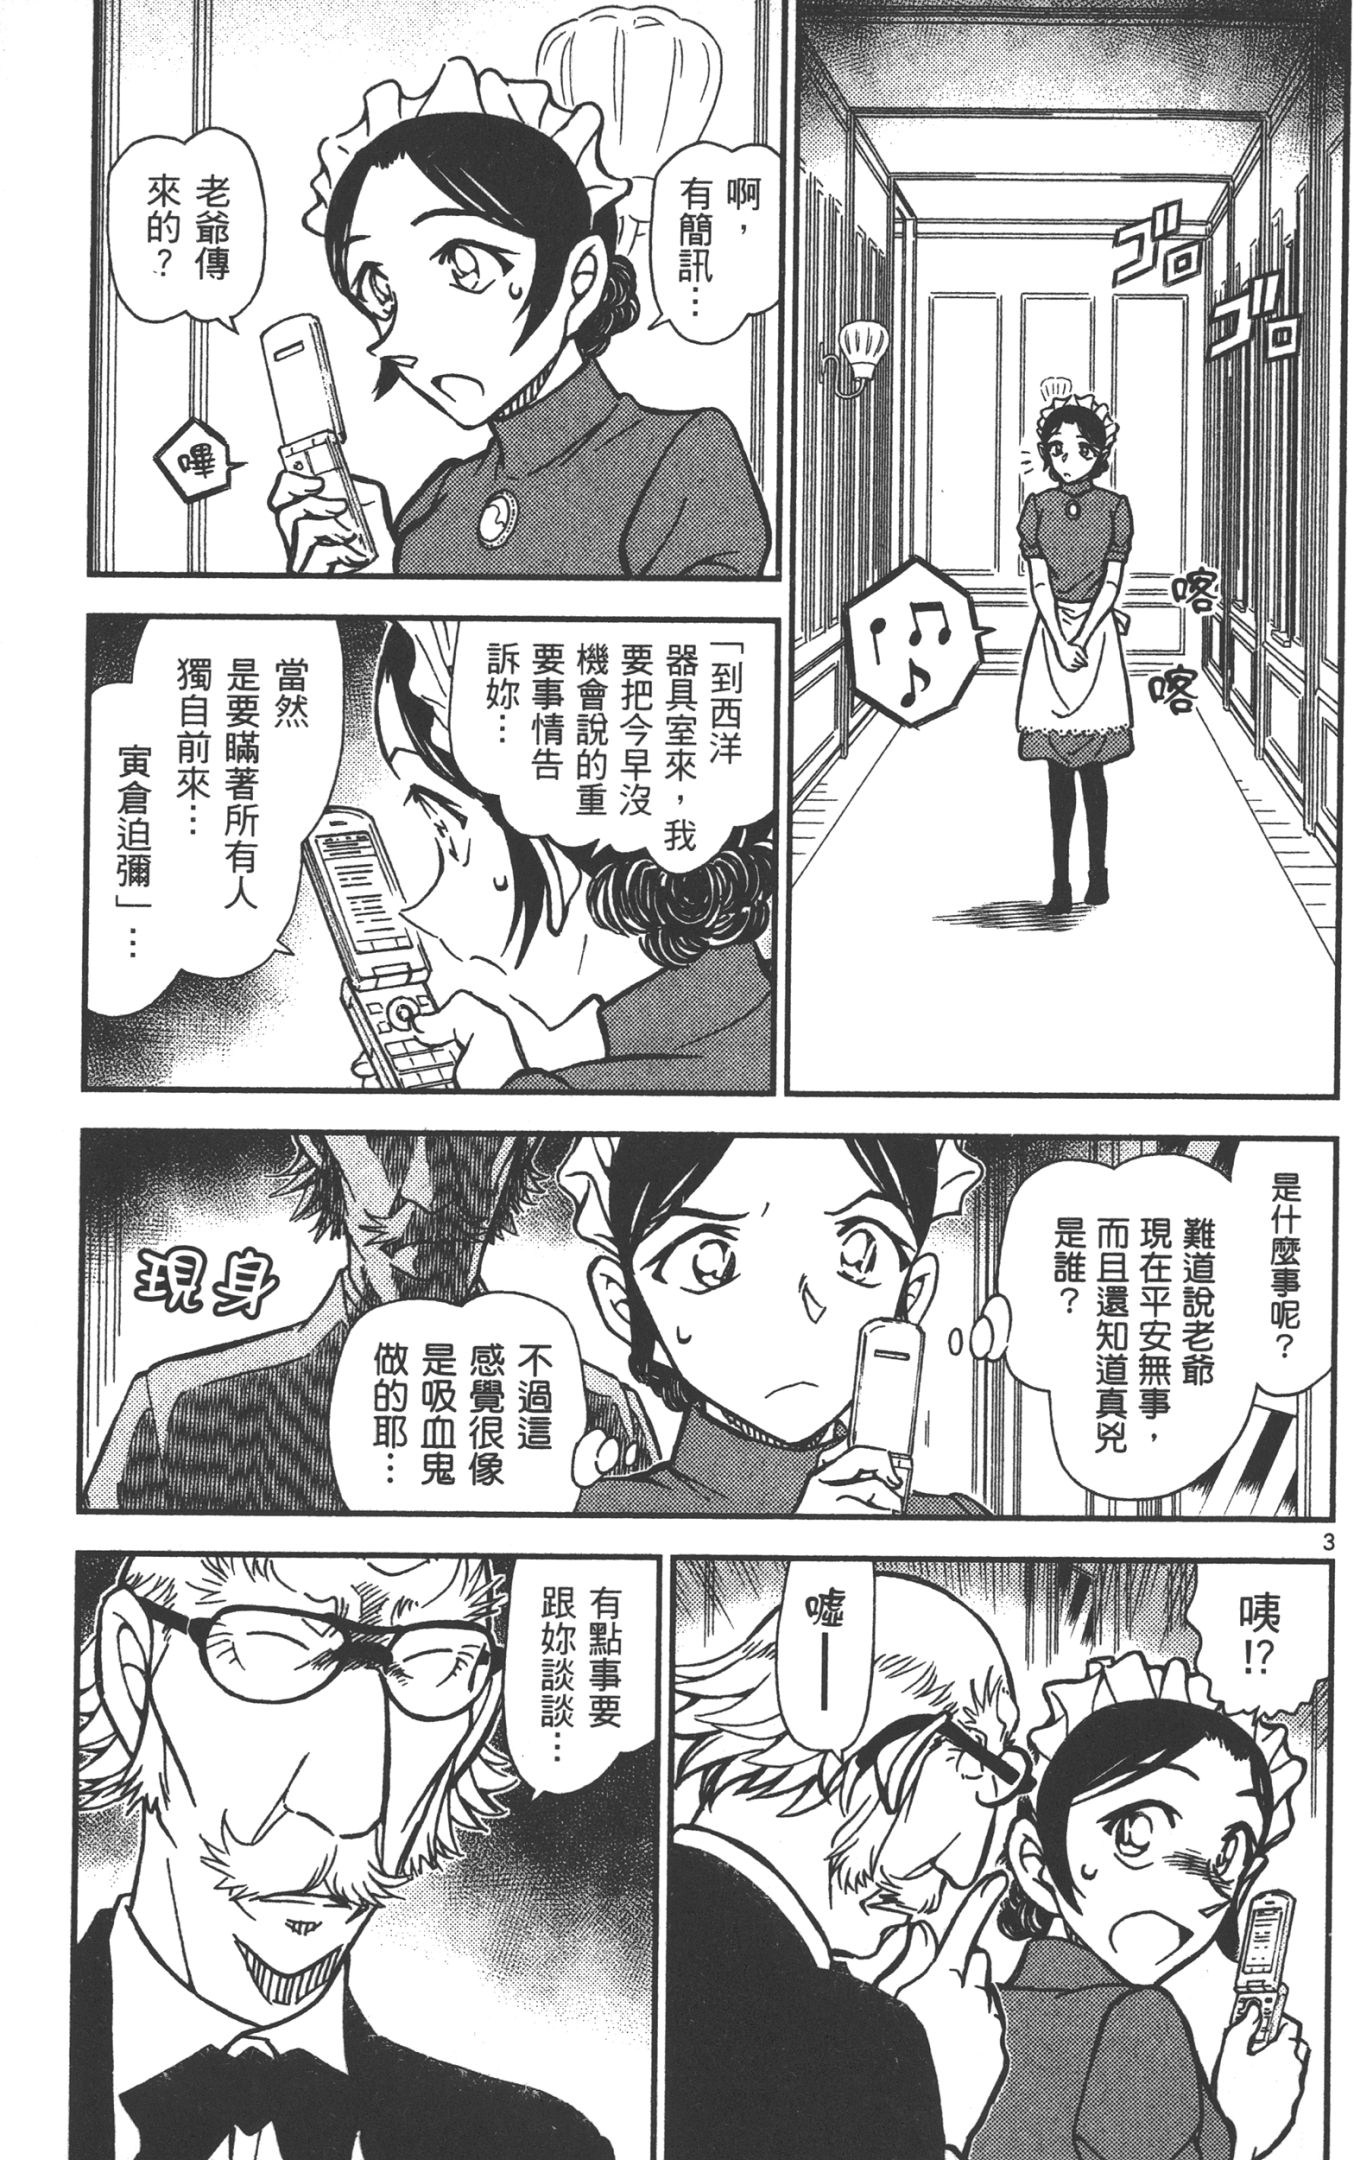 ゴロ
ゴロ
喀
喀
啊，
有簡訊…
老爺傳
來的？
嗶
「到西洋
器具室來，我
要把今早沒
機會說的重
要事情告
訴妳…
當然
是要瞞著所有人
獨自前來…
寅倉迫彌」…
是什麼事呢？
難道說老爺
現在平安無事，
而且還知道真兇
是誰？
不過這
感覺很像
是吸血鬼
做的耶…
現身
3
咦!?
噓—
有點事要
跟妳談談…